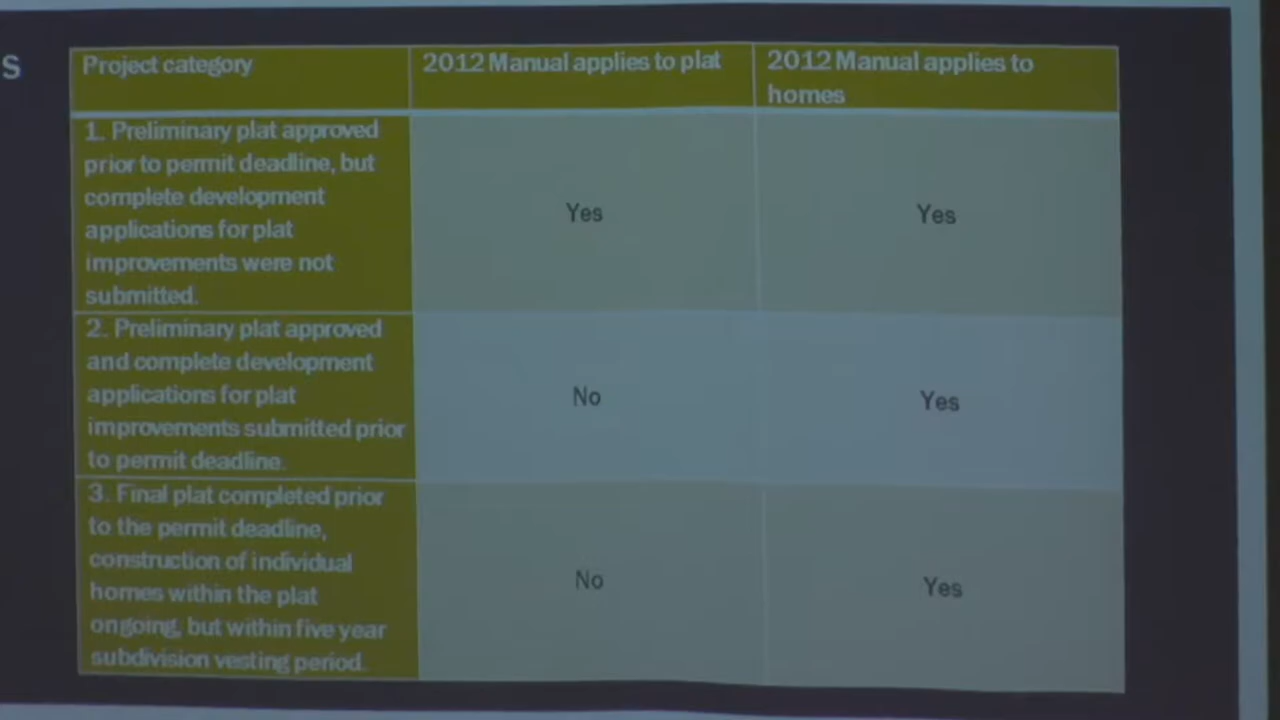 S
Project category
2012 Manual applies to plat
2012 Manual applies to
homes
1. Preliminary plat approved
prior to permit deadline, but
complete development
applications for plat
improvements were not
submitted.
Yes
Yes
2. Preliminary plat approved
and complete development
applications for plat
improvements submitted prior
to permit deadline.
No
Yes
3. Final plat completed prior
to the permit deadline,
construction of individual
homes within the plat
ongoing, but within five year
subdivision vesting period.
No
Yes